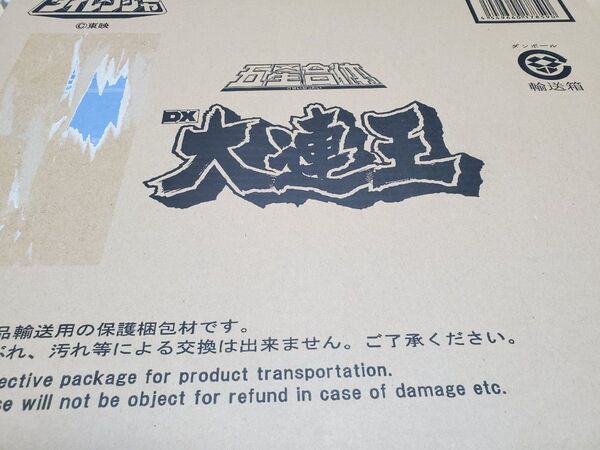 ダイレンジャー
©東映
五星合体
DX
大連王
ダンボール
輸送箱
品輸送用の保護梱包材です。
ぶれ、汚れ等による交換は出来ません。ご了承ください。
ective package for product transportation.
se will not be object for refund in case of damage etc.